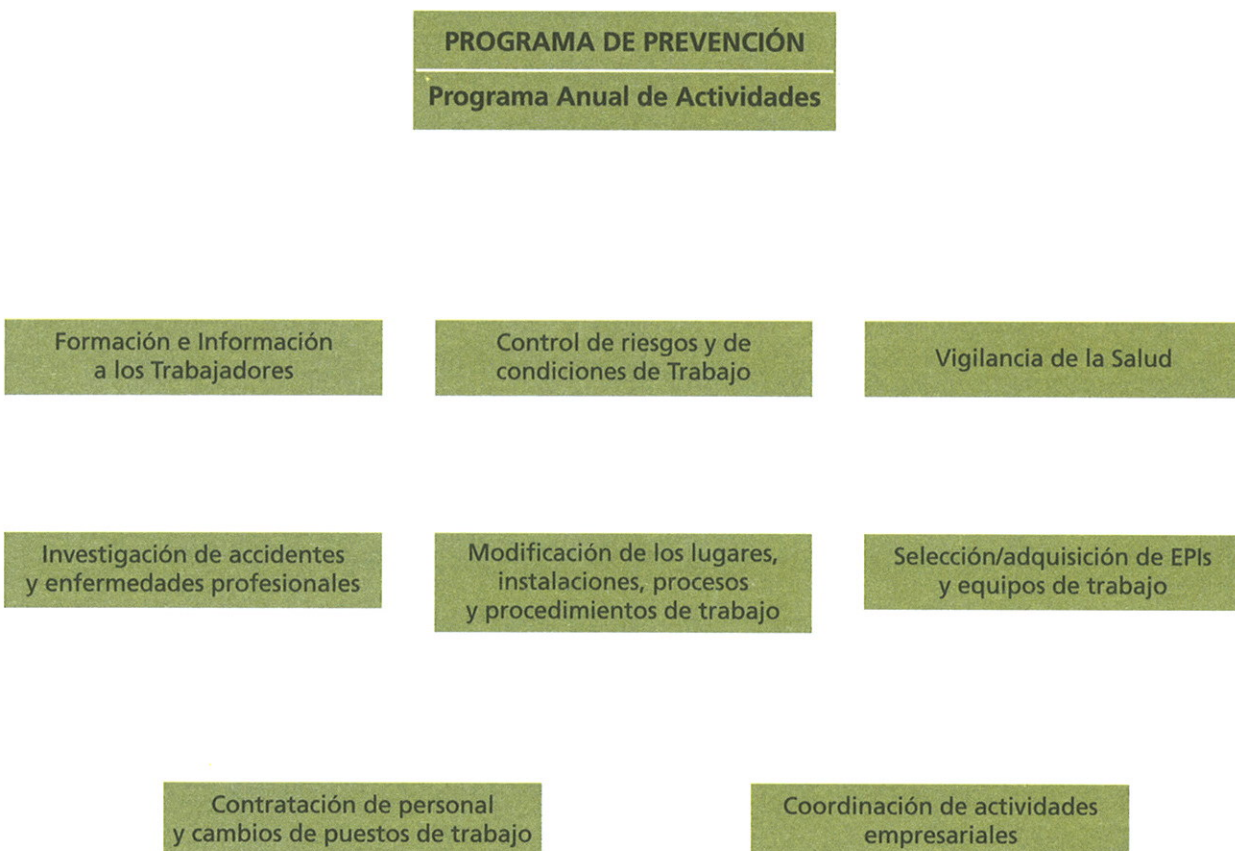 PROGRAMA DE PREVENCIÓN
Programa Anual de Actividades
Formación e Información
a los Trabajadores
Control de riesgos y de
condiciones de Trabajo
Vigilancia de la Salud
Investigación de accidentes
y enfermedades profesionales
Modificación de los lugares,
instalaciones, procesos
y procedimientos de trabajo
Selección/adquisición de EPIs
y equipos de trabajo
Contratación de personal
y cambios de puestos de trabajo
Coordinación de actividades
empresariales